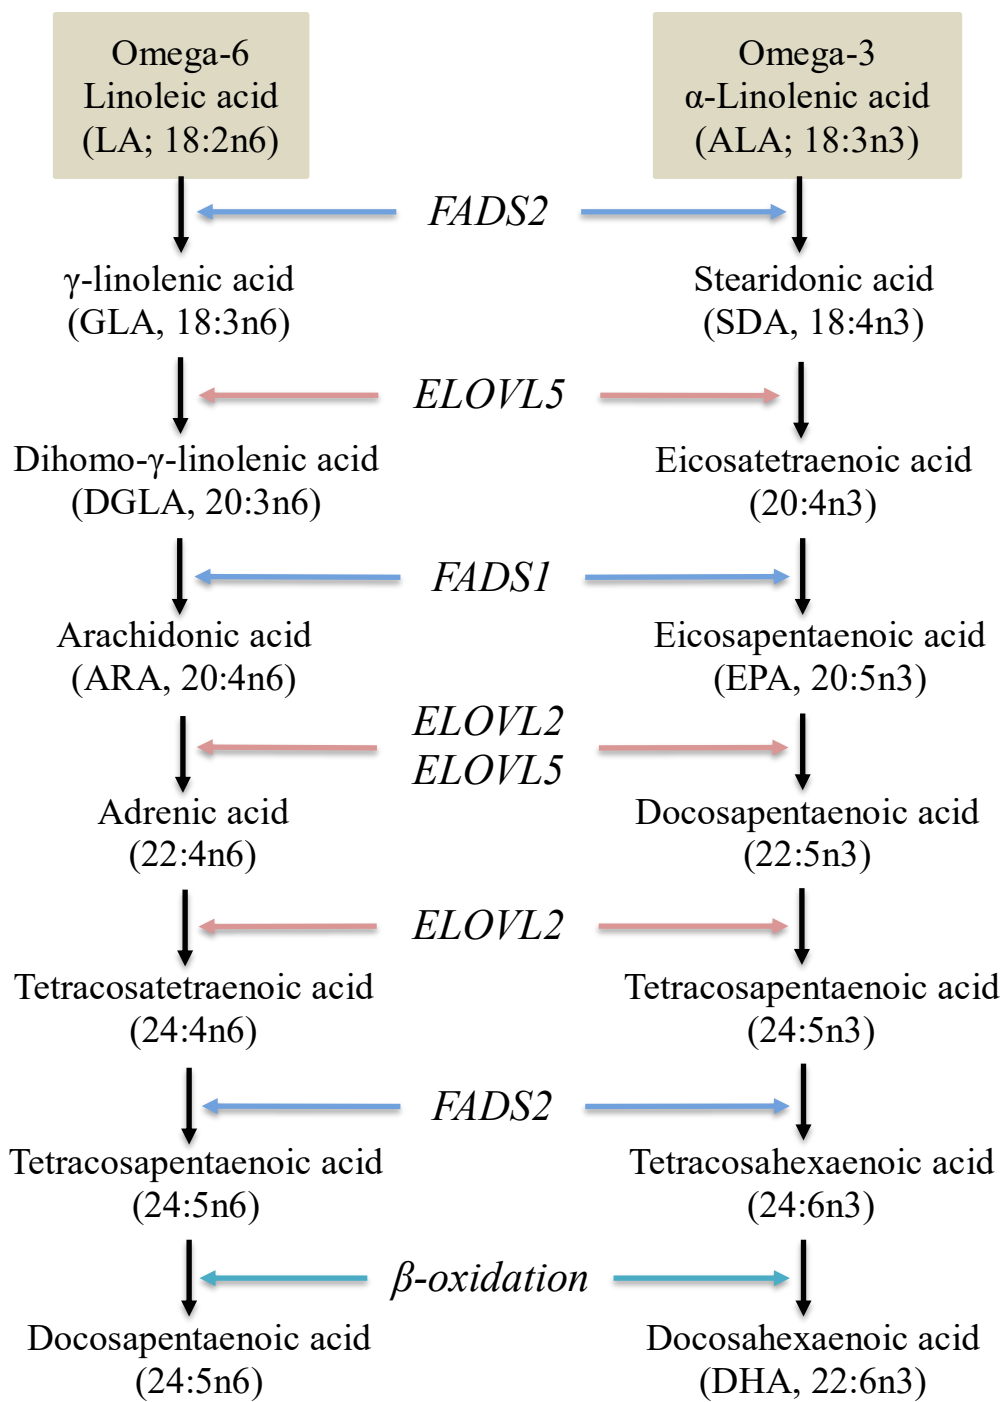 Omega-6
Linoleic acid
(LA; 18:2n6)
Omega-3
α-Linolenic acid
(ALA; 18:3n3)
FADS2
γ-linolenic acid
(GLA, 18:3n6)
Stearidonic acid
(SDA, 18:4n3)
ELOVL5
Dihomo-γ-linolenic acid
(DGLA, 20:3n6)
Eicosatetraenoic acid
(20:4n3)
FADS1
Arachidonic acid
(ARA, 20:4n6)
Eicosapentaenoic acid
(EPA, 20:5n3)
ELOVL2
ELOVL5
Adrenic acid
(22:4n6)
Docosapentaenoic acid
(22:5n3)
ELOVL2
Tetracosatetraenoic acid
(24:4n6)
Tetracosapentaenoic acid
(24:5n3)
FADS2
Tetracosapentaenoic acid
(24:5n6)
Tetracosahexaenoic acid
(24:6n3)
β-oxidation
Docosapentaenoic acid
(24:5n6)
Docosahexaenoic acid
(DHA, 22:6n3)